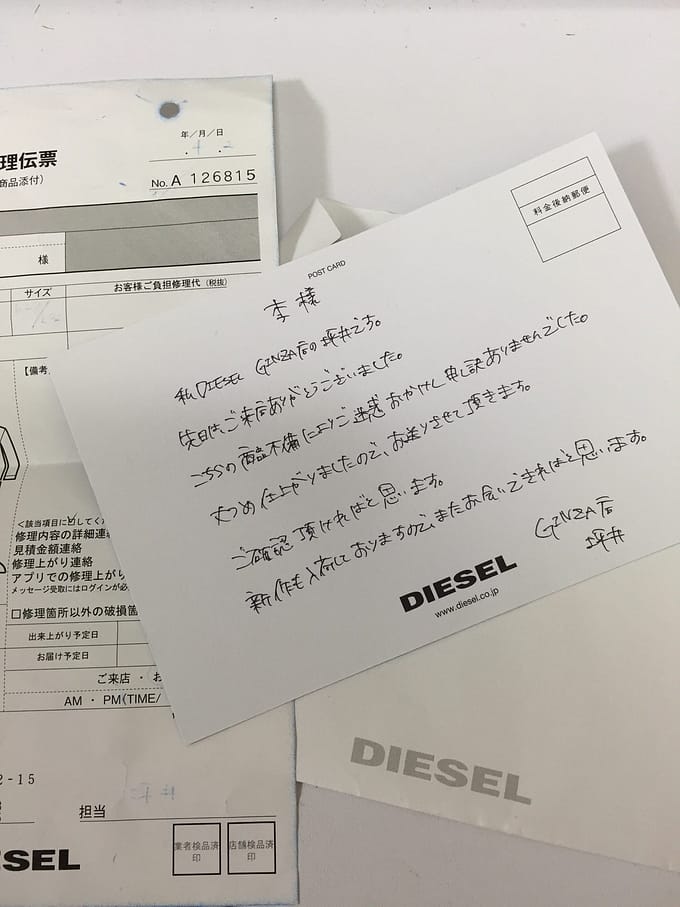 理伝票
商品添付)
年/月/日
No. A 126815
様
サイズ
お客様ご負担修理代 (税抜)
【備考
<該当項目に☑してく
修理内容の詳細連
見積金額連絡
修理上がり連絡
アプリでの修理上がり
メッセージ受取にはログインが必
□修理箇所以外の破損箇
出来上がり予定日
お届け予定日
ご来店・お
AM ・ PM(TIME/
2-15
担当
業者検品済
印
店舗検品済
印
ESEL
POST CARD
料金後納郵便
李様
私DIESEL GINZA店の坪井です。
先日は、ご来店ありがとうございました。
こちらの商品不備によりご迷惑おかけし申し訳ありませんでした。
丈つめ仕上がりましたので、お送りさせて頂きます。
ご確認頂ければと思います。
新作も入荷しておりますので、またお会いできればと思います。
GINZA店
坪井
DIESEL
www.diesel.co.jp
DIESEL